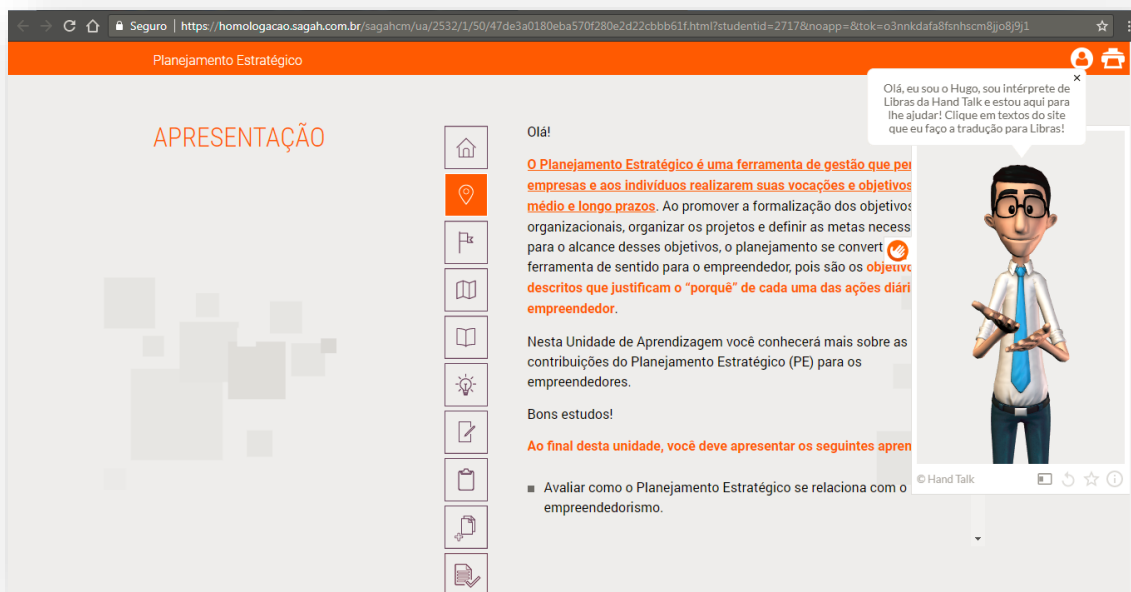 Seguro | https://homologacao.sagah.com.br/sagahcm/ua/2532/1/50/47de3a0180eba570f280e2d22cbbb61f.html?studentid=2717&noapp=&tok=o3nnkdafa8fsnhscm8jjo8j9j1
Planejamento Estratégico
Olá, eu sou o Hugo, sou intérprete de
Libras da Hand Talk e estou aqui para
lhe ajudar! Clique em textos do site
que eu faço a tradução para Libras!
APRESENTAÇÃO
Olá!
O Planejamento Estratégico é uma ferramenta de gestão que per
empresas e aos indivíduos realizarem suas vocações e objetivos
médio e longo prazos. Ao promover a formalização dos objetivos
organizacionais, organizar os projetos e definir as metas necess
para o alcance desses objetivos, o planejamento se convert
ferramenta de sentido para o empreendedor, pois são os objetivo
descritos que justificam o “porquê” de cada uma das ações diári
empreendedor.
Nesta Unidade de Aprendizagem você conhecerá mais sobre as
contribuições do Planejamento Estratégico (PE) para os
empreendedores.
Bons estudos!
Ao final desta unidade, você deve apresentar os seguintes apren
Avaliar como o Planejamento Estratégico se relaciona com o
empreendedorismo.
© Hand Talk